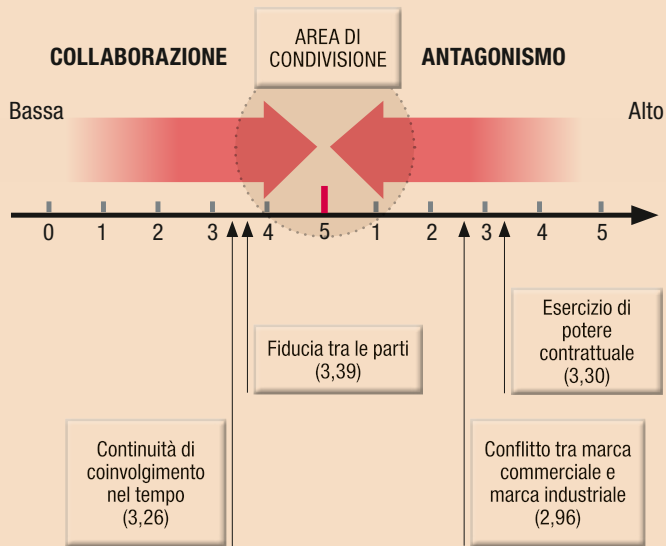 COLLABORAZIONE
AREA DI
CONDIVISIONE
ANTAGONISMO
Bassa
Alto
0 1 2 3 4 5 1 2 3 4 5
Fiducia tra le parti
(3,39)
Esercizio di
potere
contrattuale
(3,30)
Continuità di
coinvolgimento
nel tempo
(3,26)
Conflitto tra marca
commerciale e
marca industriale
(2,96)